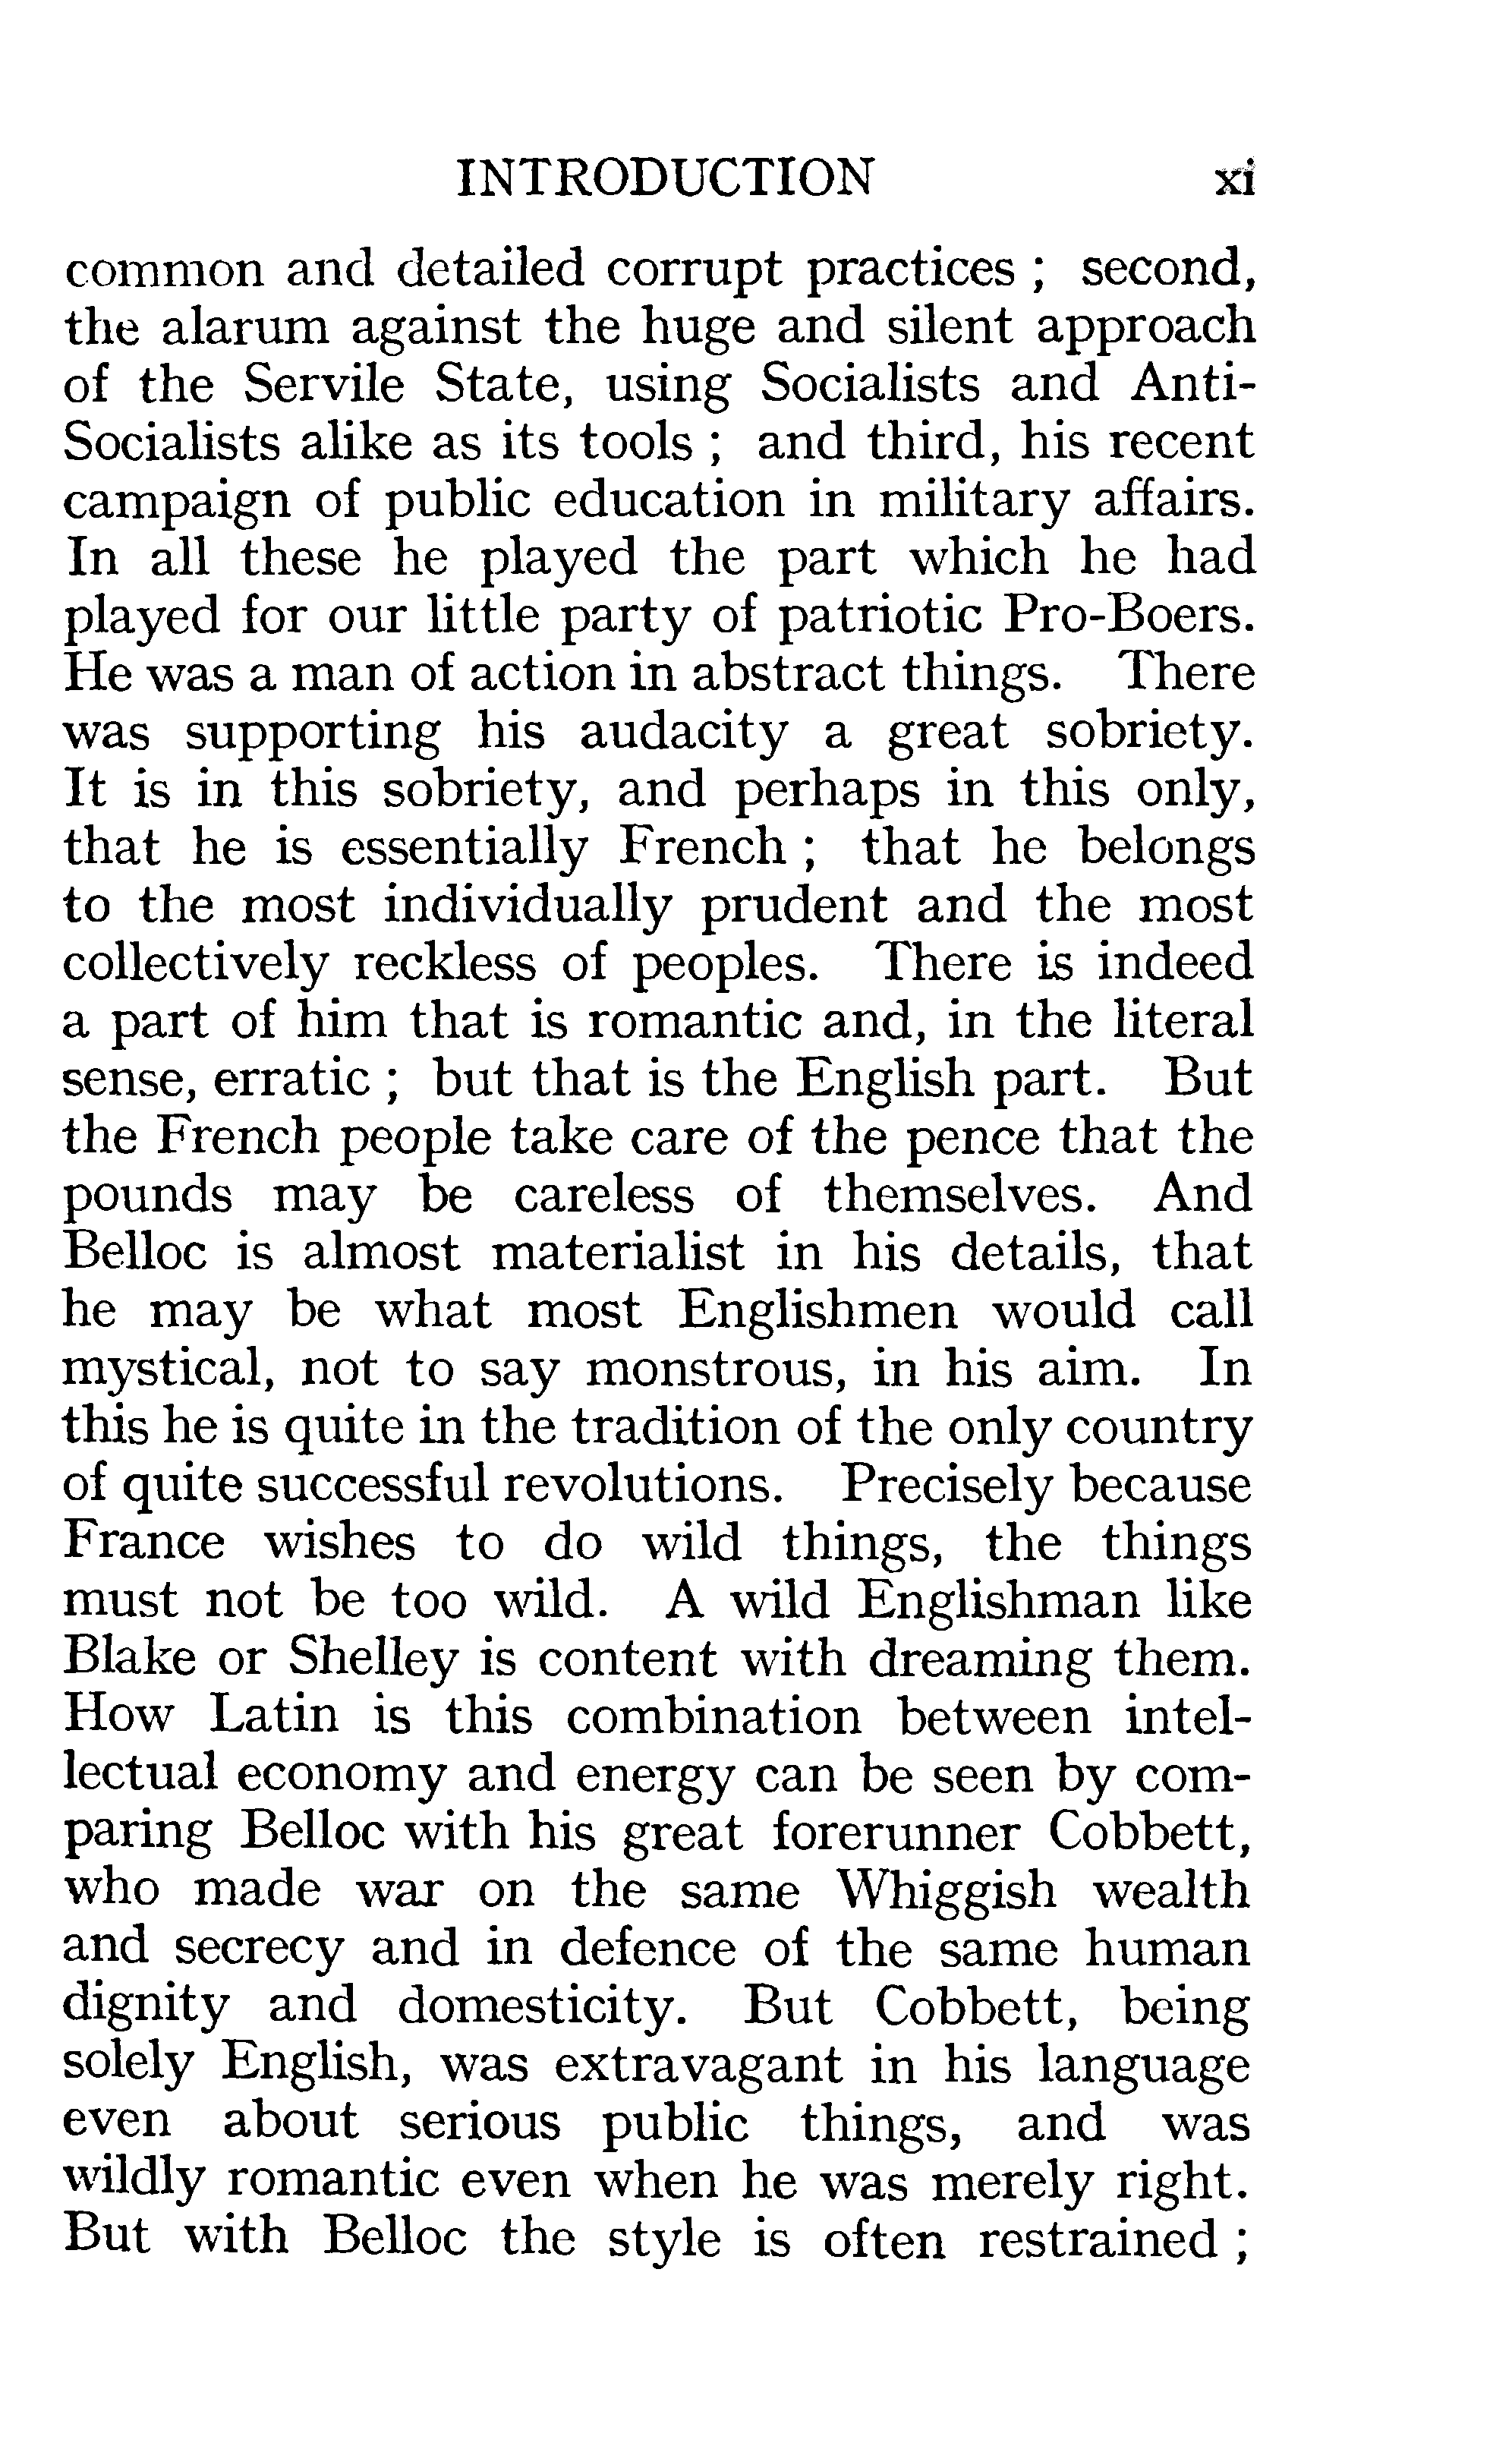 INTRODUCTION xi
common and detailed corrupt practices ; second,
the alarum against the huge and silent approach
of the Servile State, using Socialists and Anti-
Socialists alike as its tools ; and third, his recent
campaign of public education in military affairs.
In all these he played the part which he had
played for our little party of patriotic Pro-Boers.
He was a man of action in abstract things. There
was supporting his audacity a great sobriety.
It is in this sobriety, and perhaps in this only,
that he is essentially French ; that he belongs
to the most individually prudent and the most
collectively reckless of peoples. There is indeed
a part of him that is romantic and, in the literal
sense, erratic ; but that is the English part. But
the French people take care of the pence that the
pounds may be careless of themselves. And
Belloc is almost materialist in his details, that
he may be what most Englishmen would call
mystical, not to say monstrous, in his aim. In
this he is quite in the tradition of the only country
of quite successful revolutions. Precisely because
France wishes to do wild things, the things
must not be too wild. A wild Englishman like
Blake or Shelley is content with dreaming them.
How Latin is this combination between intel-
lectual economy and energy can be seen by com-
paring Belloc with his great forerunner Cobbett,
who made war on the same Whiggish wealth
and secrecy and in defence of the same human
dignity and domesticity. But Cobbett, being
solely English, was extravagant in his language
even about serious public things, and was
wildly romantic even when he was merely right.
But with Belloc the style is often restrained ;